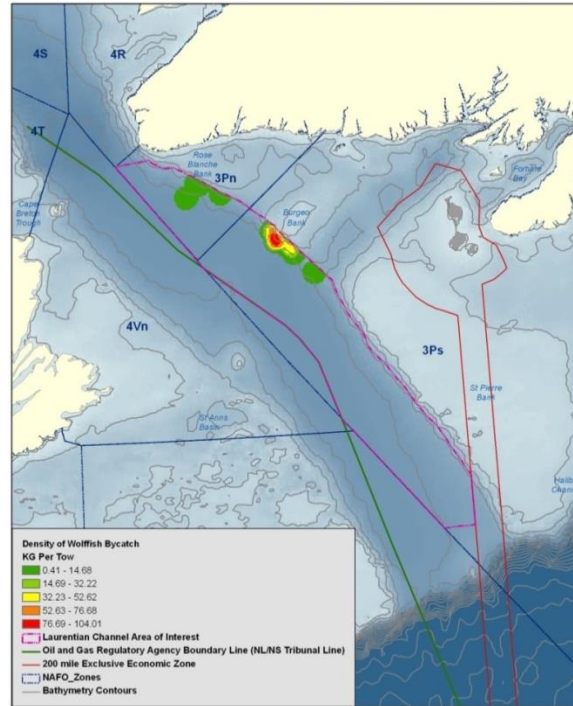 4S
4R
4T
Rose
Blanche
Bank
3Pn
Fortune
Bay
Cape
Breton
Trough
Burgeo
Bank
4Vn
3Ps
St Pierre
Bank
St Anns
Basin
Density of Wolffish Bycatch
KG Per Tow
0.41 - 14.68
14.69 - 32.22
32.23 - 52.62
52.63 - 76.68
76.69 - 104.01
Laurentian Channel Area of Interest
Oil and Gas Regulatory Agency Boundary Line (NL/NS Tribunal Line)
200 mile Exclusive Economic Zone
NAFO_Zones
Bathymetry Contours